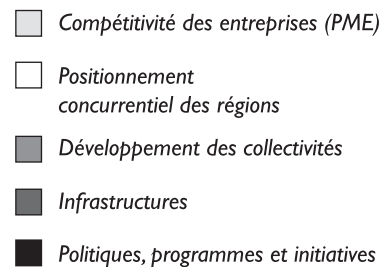 Compétitivité des entreprises (PME)
Positionnement
concurrentiel des régions
Développement des collectivités
Infrastructures
Politiques, programmes et initiatives